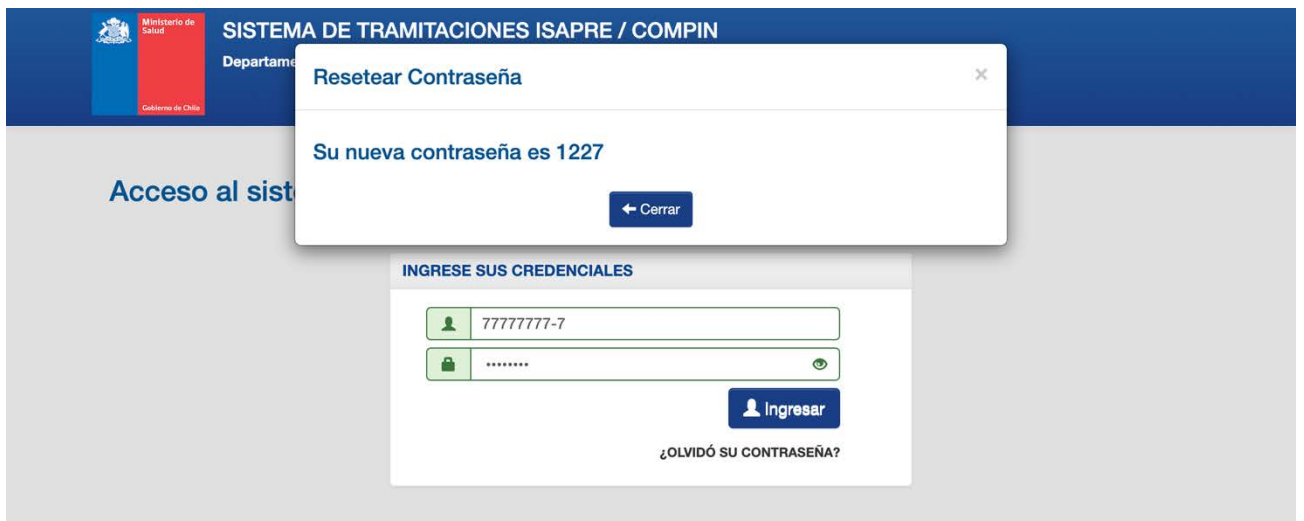 Ministerio de
Salud
Gobierno de Chile
SISTEMA DE TRAMITACIONES ISAPRE / COMPIN
Departame
Resetear Contraseña
×
Su nueva contraseña es 1227
Cerrar
Acceso al sist
INGRESE SUS CREDENCIALES
77777777-7
••••••••
Ingresar
¿OLVIDÓ SU CONTRASEÑA?